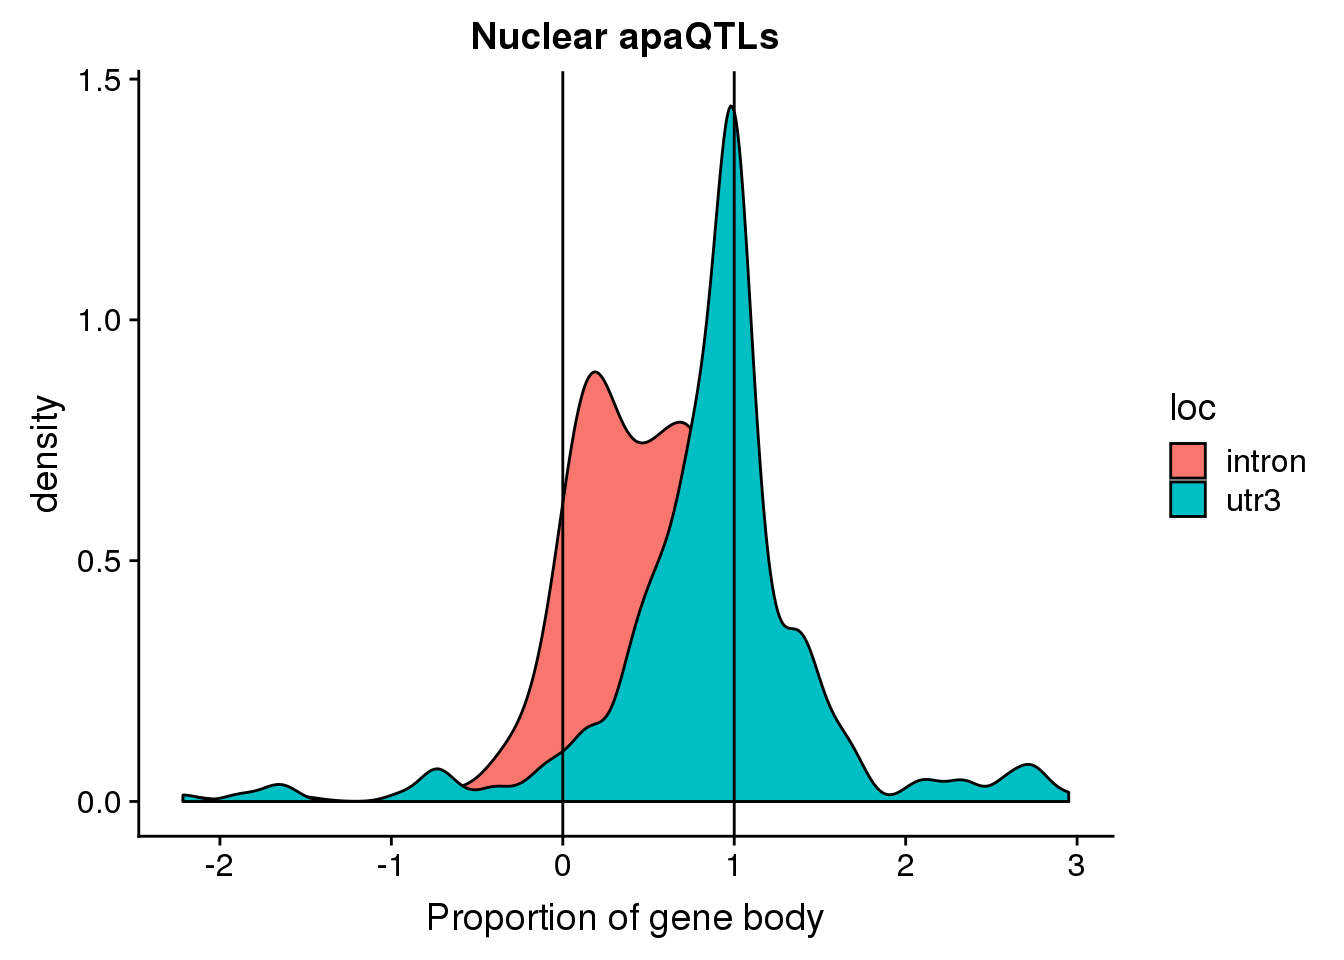 Nuclear apaQTLs
1.5
1.0
0.5
0.0
density
-2
-1
0
1
2
3
Proportion of gene body
loc
intron
utr3